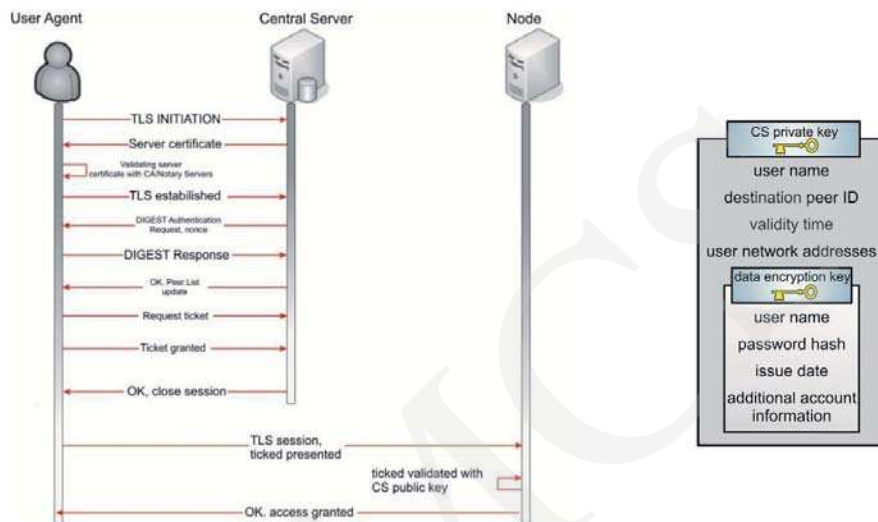 User Agent
Central Server
Node
TLS INITIATION
Server certificate
Validating server
certificate with CA/Notary Servers
TLS estabilished
DIGEST Authentication
Request, nonce
DIGEST Response
OK. Peer List
update
Request ticket
Ticket granted
OK, close session
TLS session,
ticked presented
ticked validated with
CS public key
OK. access granted
CS private key
user name
destination peer ID
validity time
user network addresses
data encryption key
user name
password hash
issue date
additional account
information